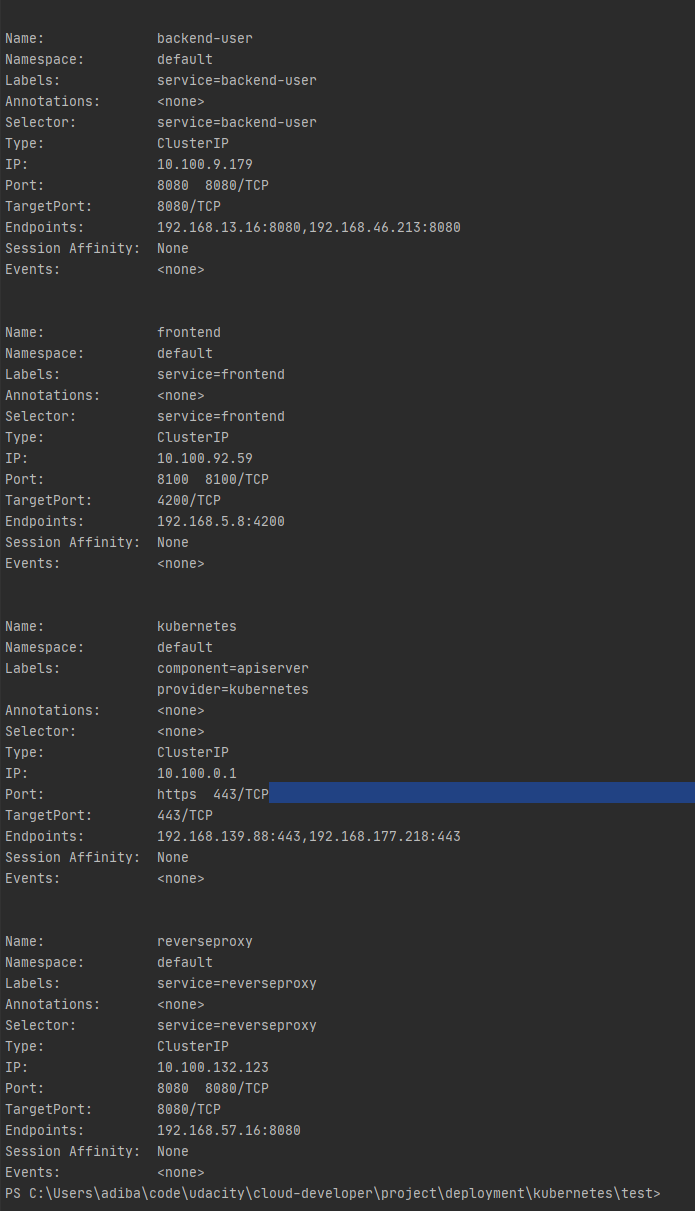 Name:              backend-user
Namespace:         default
Labels:            service=backend-user
Annotations:       <none>
Selector:          service=backend-user
Type:              ClusterIP
IP:                10.100.9.179
Port:              8080  8080/TCP
TargetPort:        8080/TCP
Endpoints:         192.168.13.16:8080,192.168.46.213:8080
Session Affinity:  None
Events:            <none>
Name:              frontend
Namespace:         default
Labels:            service=frontend
Annotations:       <none>
Selector:          service=frontend
Type:              ClusterIP
IP:                10.100.92.59
Port:              8100  8100/TCP
TargetPort:        4200/TCP
Endpoints:         192.168.5.8:4200
Session Affinity:  None
Events:            <none>
Name:              kubernetes
Namespace:         default
Labels:            component=apiserver
                   provider=kubernetes
Annotations:       <none>
Selector:          <none>
Type:              ClusterIP
IP:                10.100.0.1
Port:              https  443/TCP
TargetPort:        443/TCP
Endpoints:         192.168.139.88:443,192.168.177.218:443
Session Affinity:  None
Events:            <none>
Name:              reverseproxy
Namespace:         default
Labels:            service=reverseproxy
Annotations:       <none>
Selector:          service=reverseproxy
Type:              ClusterIP
IP:                10.100.132.123
Port:              8080  8080/TCP
TargetPort:        8080/TCP
Endpoints:         192.168.57.16:8080
Session Affinity:  None
Events:            <none>
PS C:\Users\adiba\code\udacity\cloud-developer\project\deployment\kubernetes\test>